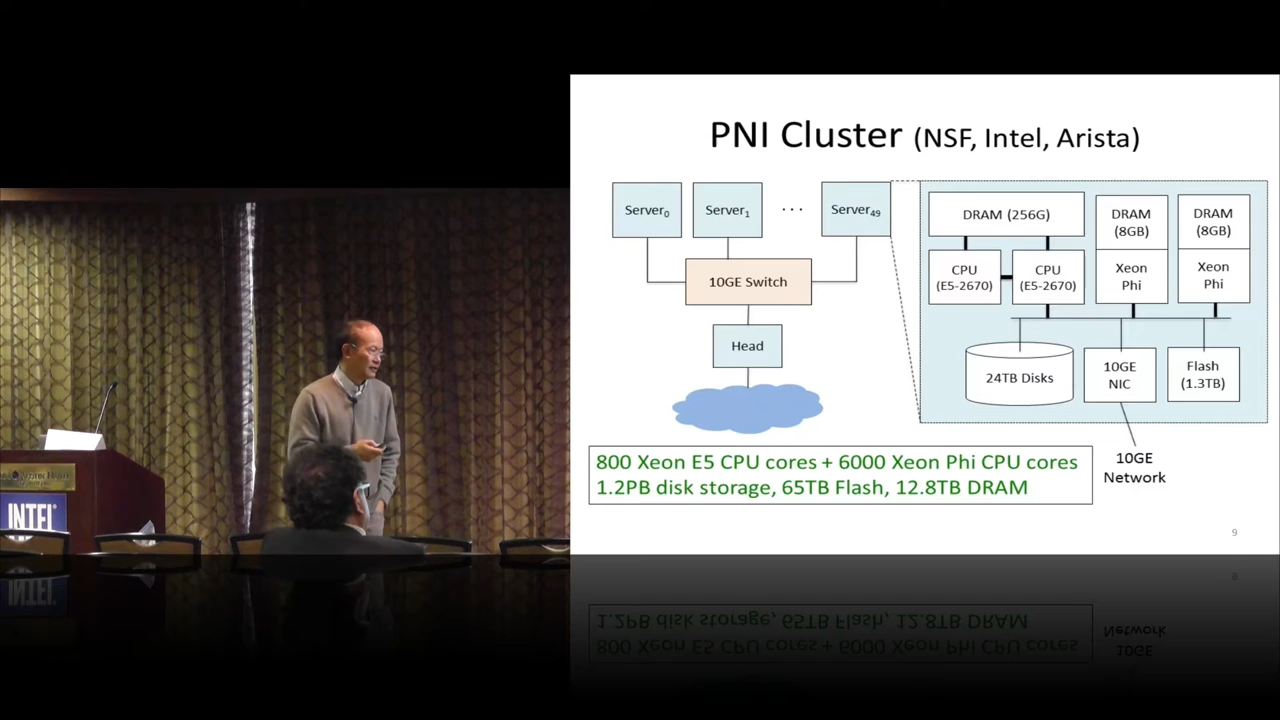 PNI Cluster (NSF, Intel, Arista)
Server0
Server1
...
Server49
10GE Switch
Head
DRAM (256G)
CPU
(E5-2670)
CPU
(E5-2670)
DRAM
(8GB)
Xeon
Phi
DRAM
(8GB)
Xeon
Phi
24TB Disks
10GE
NIC
Flash
(1.3TB)
10GE
Network
800 Xeon E5 CPU cores + 6000 Xeon Phi CPU cores
1.2PB disk storage, 65TB Flash, 12.8TB DRAM
9
INTEL